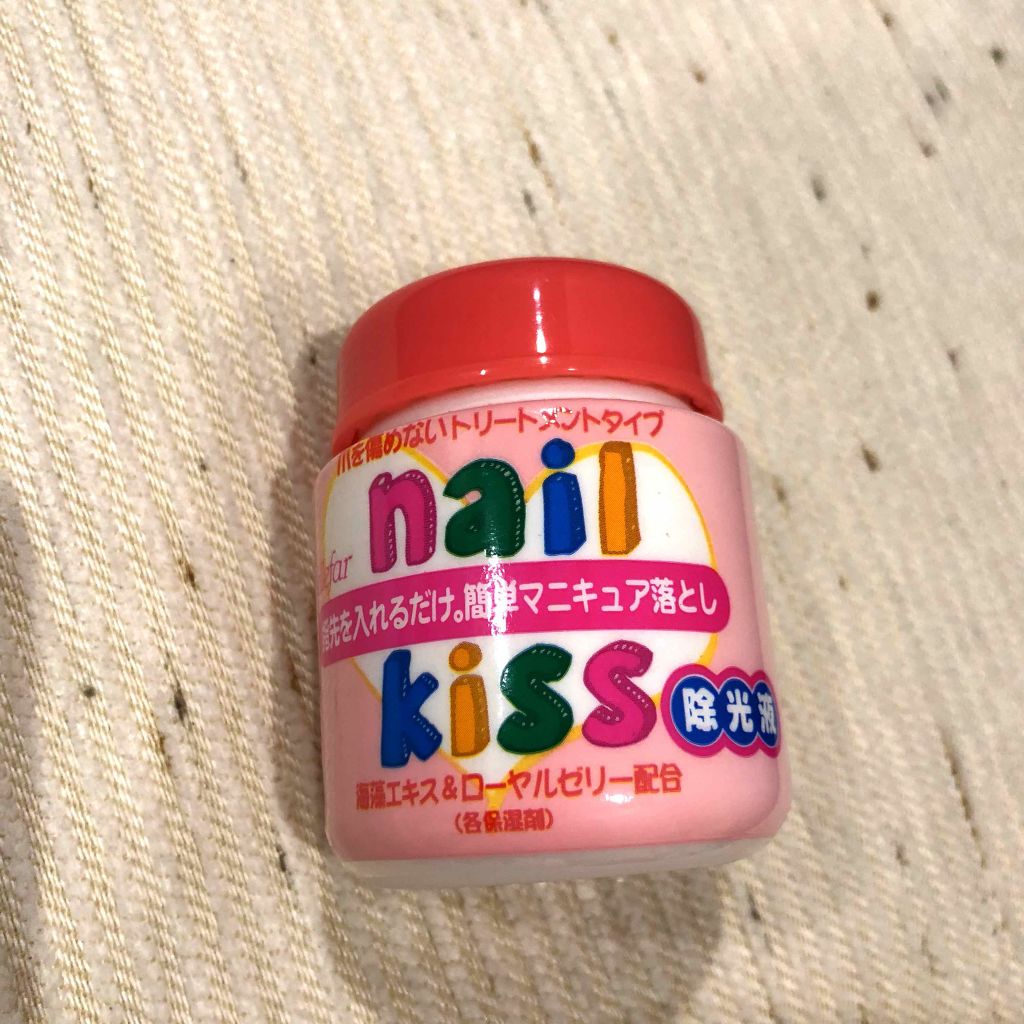 爪を傷めないトリートメントタイプ
nail
指先を入れるだけ。簡単マニキュア落とし
kiss
除光液
海藻エキス&ローヤルゼリー配合
(各保湿剤)